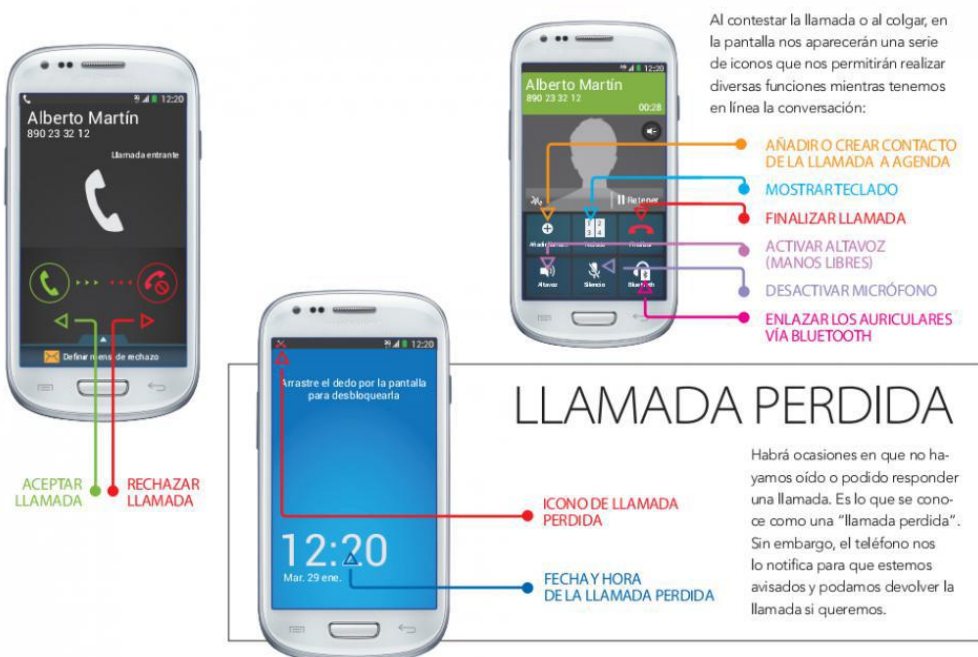 12:20
Alberto Martín
890 23 32 12
Llamada entrante
Definir mens. de rechazo
ACEPTAR
LLAMADA
RECHAZAR
LLAMADA
Al contestar la llamada o al colgar, en
la pantalla nos aparecerán una serie
de iconos que nos permitirán realizar
diversas funciones mientras tenemos
en línea la conversación:
12:20
Alberto Martín
890 23 32 12
00:28
Retener
1 2
3 4
Teclado
Finalizar
Altavoz
Silencio
Bluetooth
AÑADIR O CREAR CONTACTO
DE LA LLAMADA A AGENDA
MOSTRAR TECLADO
FINALIZAR LLAMADA
ACTIVAR ALTAVOZ
(MANOS LIBRES)
DESACTIVAR MICRÓFONO
ENLAZAR LOS AURICULARES
VÍA BLUETOOTH
12:20
Arrastre el dedo por la pantalla
para desbloquearla
12:20
Mar. 29 ene.
ICONO DE LLAMADA
PERDIDA
FECHA Y HORA
DE LA LLAMADA PERDIDA
LLAMADA PERDIDA
Habrá ocasiones en que no ha-
yamos oído o podido responder
una llamada. Es lo que se cono-
ce como una “llamada perdida”.
Sin embargo, el teléfono nos
lo notifica para que estemos
avisados y podamos devolver la
llamada si queremos.